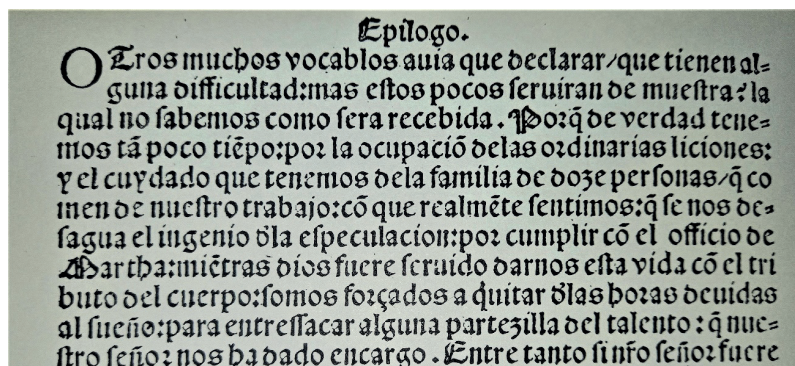 Epilogo.
OTros muchos vocablos auia que declarar/que tienen al=
guna difficultad:mas estos pocos seruiran de muestra: la
qual no sabemos como sera recebida. Porq̃ de verdad tene=
mos tã poco tiẽpo:por la ocupaciõ delas ordinarias liciones:
y el cuydado que tenemos dela familia de doze personas/q̃ co
men de nuestro trabajo:cõ que realmẽte sentimos:q̃ se nos de=
sagua el ingenio d̃la especulacion:por cumplir cõ el officio de
Martha:miẽtras dios fuere seruido darnos esta vida cõ el tri
buto del cuerpo:somos forçados a quitar d̃las horas deuidas
al sueño:para entressacar alguna partezilla del talento : q̃ nue=
stro señor nos ha dado encargo. Entre tanto si nr̃o señor fuere